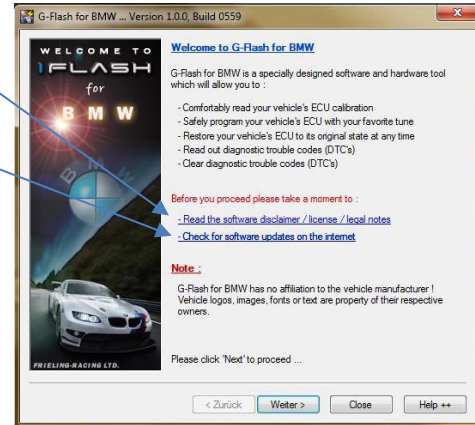 G-Flash for BMW ... Version 1.0.0, Build 0559
WELCOME TO
iFLASH
for
BMW
FRIELING-RACING LTD.
Welcome to G-Flash for BMW
G-Flash for BMW is a specially designed software and hardware tool
which will allow you to :
- Comfortably read your vehicle's ECU calibration
- Safely program your vehicle's ECU with your favorite tune
- Restore your vehicle's ECU to its original state at any time
- Read out diagnostic trouble codes (DTC's)
- Clear diagnostic trouble codes (DTC's)
Before you proceed please take a moment to :
- Read the software disclaimer / license / legal notes
- Check for software updates on the internet
Note :
G-Flash for BMW has no affiliation to the vehicle manufacturer !
Vehicle logos, images, fonts or text are property of their respective
owners.
Please click 'Next' to proceed ...
< Zurück
Weiter >
Close
Help ++